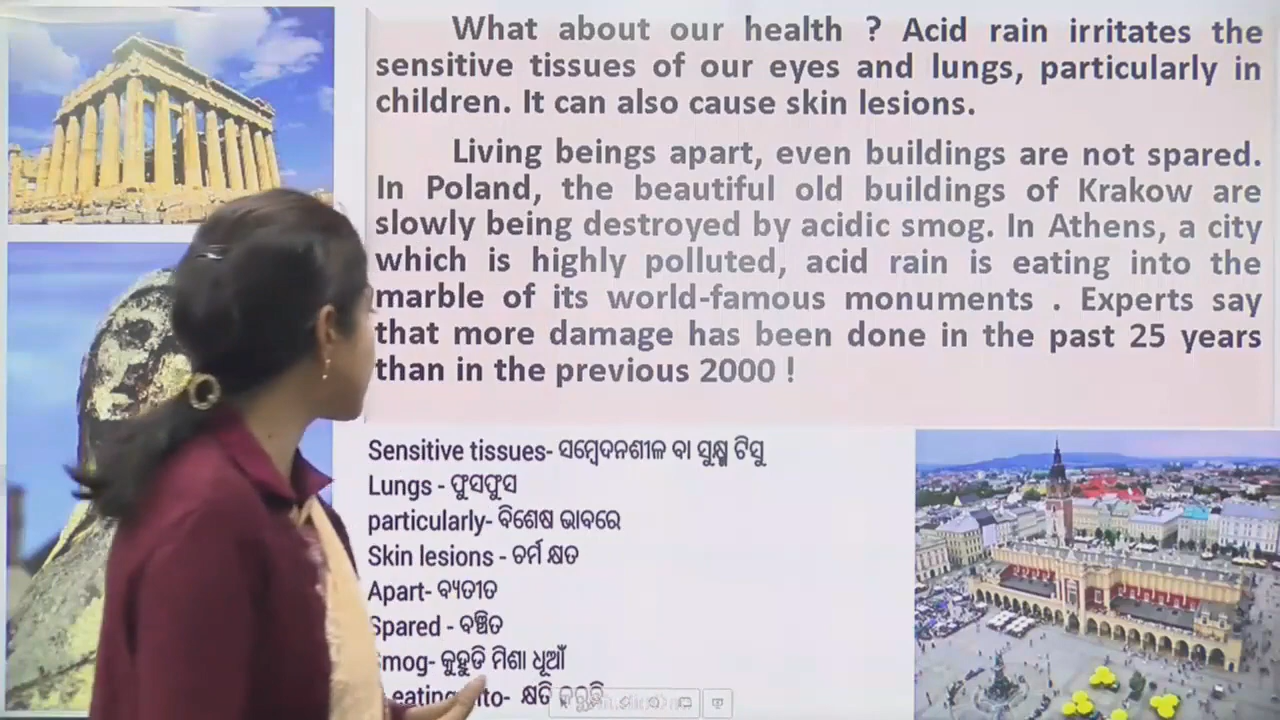 What about our health ? Acid rain irritates the
sensitive tissues of our eyes and lungs, particularly in
children. It can also cause skin lesions.
Living beings apart, even buildings are not spared.
In Poland, the beautiful old buildings of Krakow are
slowly being destroyed by acidic smog. In Athens, a city
which is highly polluted, acid rain is eating into the
marble of its world-famous monuments . Experts say
that more damage has been done in the past 25 years
than in the previous 2000 !
Sensitive tissues- ସମ୍ବେଦନଶୀଳ ବା ସୁକ୍ଷ୍ମ ଟିସୁ
Lungs - ଫୁସଫୁସ
particularly- ବିଶେଷ ଭାବରେ
Skin lesions - ଚର୍ମ କ୍ଷତ
Apart- ବ୍ୟତୀତ
Spared - ବଞ୍ଚିତ
Smog- କୁହୁଡି ମିଶା ଧୂଆଁ
eating into- କ୍ଷତି